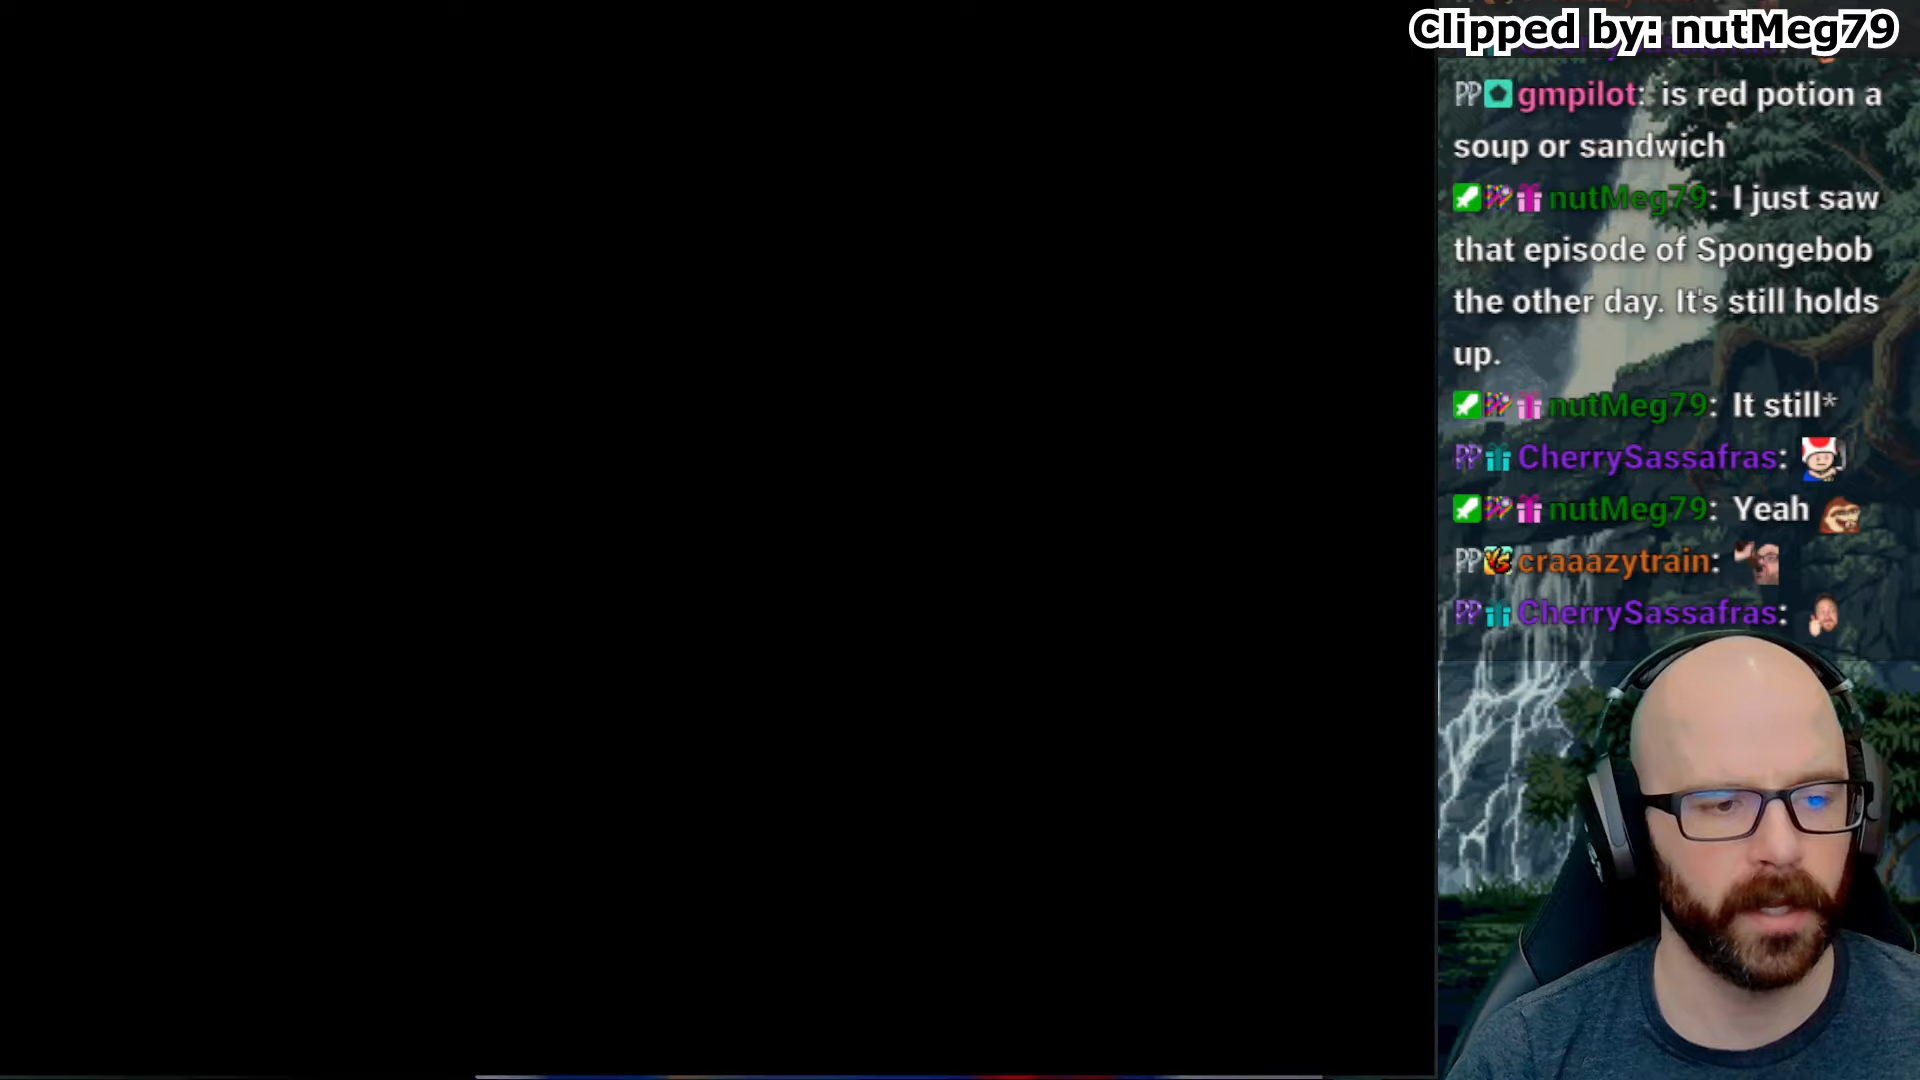 Clipped by: nutMeg79
gmpilot: is red potion a
soup or sandwich
nutMeg79: I just saw
that episode of Spongebob
the other day. It's still holds
up.
nutMeg79: It still*
CherrySassafras:
nutMeg79: Yeah
craaazytrain:
CherrySassafras: